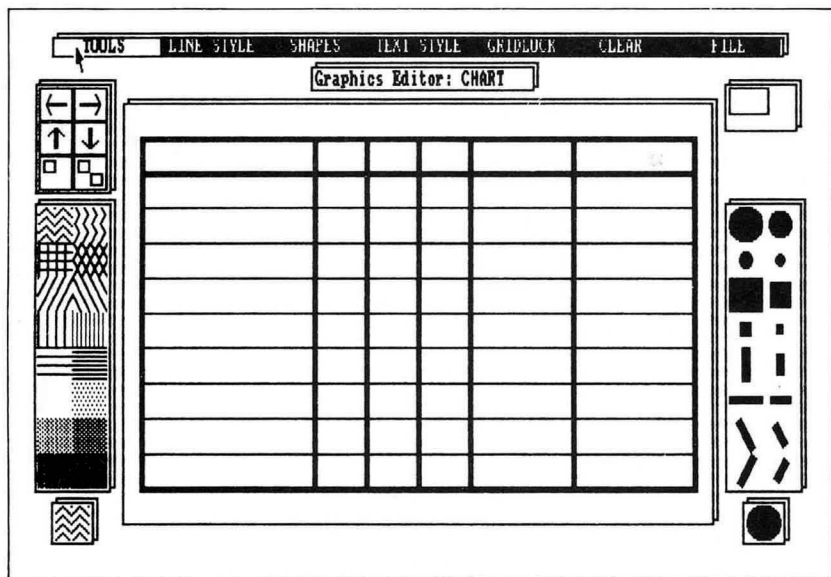 TOOLS LINE STYLE SHAPES TEXT STYLE GRIDLOCK CLEAR FILE
Graphics Editor: CHART